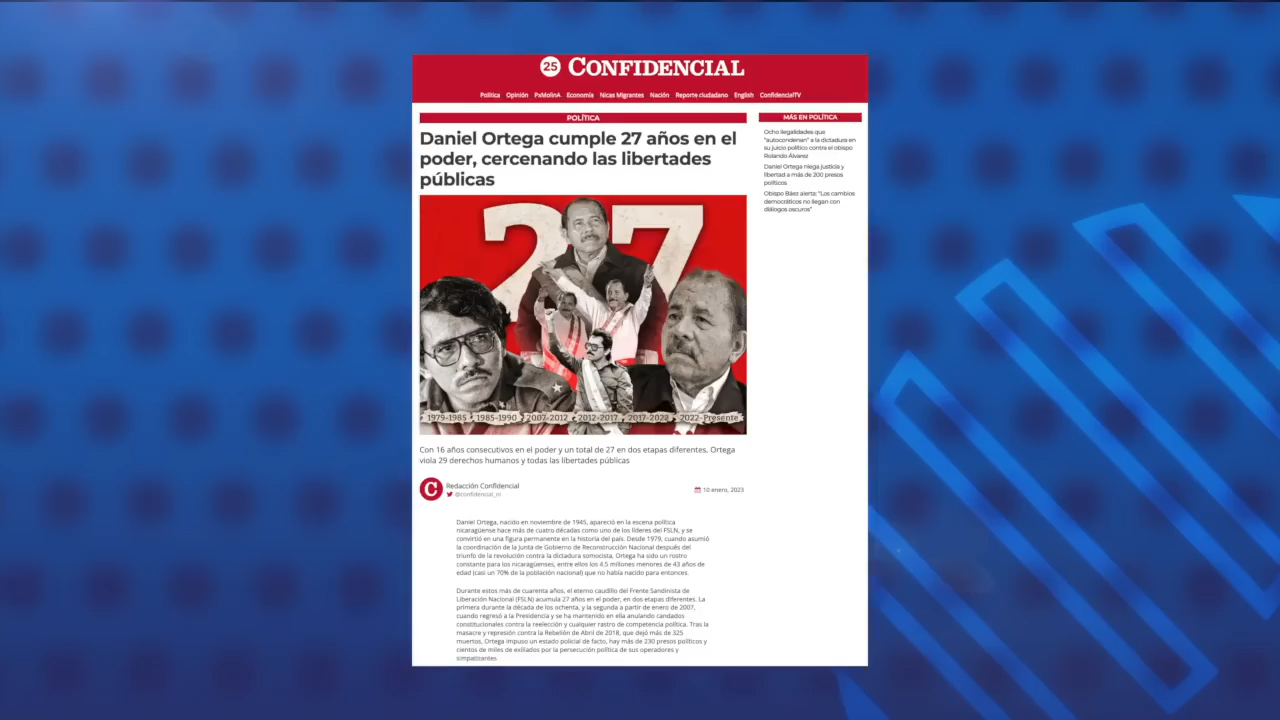 25 CONFIDENCIAL
Política Opinión PxMolinA Economía Nicas Migrantes Nación Reporte ciudadano English ConfidencialTV
POLÍTICA
Daniel Ortega cumple 27 años en el
poder, cercenando las libertades
públicas
27
1979-1985 1985-1990 2007-2012 2012-2017 2017-2022 2022-Presente
Con 16 años consecutivos en el poder y un total de 27 en dos etapas diferentes, Ortega
viola 29 derechos humanos y todas las libertades públicas
C
Redacción Confidencial
@confidencial_ni
10 enero, 2023
Daniel Ortega, nacido en noviembre de 1945, apareció en la escena política
nicaragüense hace más de cuatro décadas como uno de los líderes del FSLN, y se
convirtió en una figura permanente en la historia del país. Desde 1979, cuando asumió
la coordinación de la Junta de Gobierno de Reconstrucción Nacional después del
triunfo de la revolución contra la dictadura somocista, Ortega ha sido un rostro
constante para los nicaragüenses, entre ellos los 4.5 millones menores de 43 años de
edad (casi un 70% de la población nacional) que no había nacido para entonces.
Durante estos más de cuarenta años, el eterno caudillo del Frente Sandinista de
Liberación Nacional (FSLN) acumula 27 años en el poder, en dos etapas diferentes. La
primera durante la década de los ochenta, y la segunda a partir de enero de 2007,
cuando regresó a la Presidencia y se ha mantenido en ella anulando candados
constitucionales contra la reelección y cualquier rastro de competencia política. Tras la
masacre y represión contra la Rebelión de Abril de 2018, que dejó más de 325
muertos, Ortega impuso un estado policial de facto, hay más de 230 presos políticos y
cientos de miles de exiliados por la persecución política de sus operadores y
simpatizantes
MÁS EN POLÍTICA
Ocho ilegalidades que
"autocondenan" a la dictadura en
su juicio político contra el obispo
Rolando Álvarez
Daniel Ortega niega justicia y
libertad a más de 200 presos
políticos
Obispo Báez alerta: "Los cambios
democráticos no llegan con
diálogos oscuros"